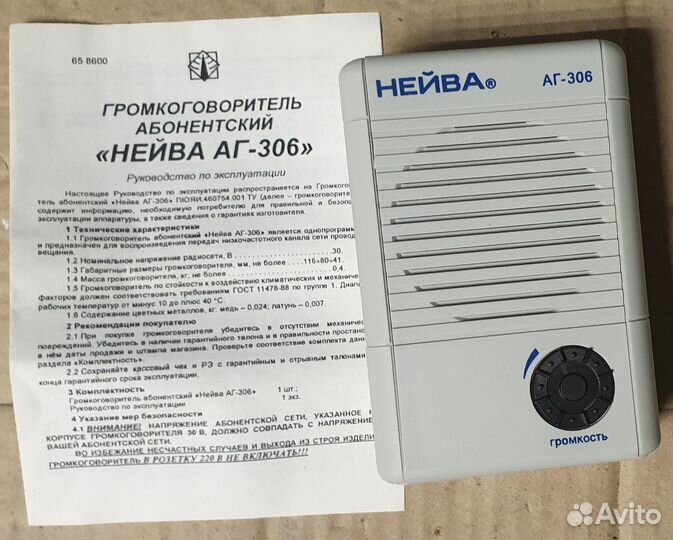 65 8600
ГРОМКОГОВОРИТЕЛЬ
АБОНЕНТСКИЙ
«НЕЙВА АГ-306»
Руководство по эксплуатации
Настоящее Руководство по эксплуатации распространяется на Громкогово
тель абонентский «Нейва АГ-306» ПЮЯИ.460754.001 ТУ (далее – громкоговорите
содержит информацию, необходимую потребителю для правильной и безопа
эксплуатации аппаратуры, а также сведения о гарантиях изготовителя.
1 Технические характеристики
1.1 Громкоговоритель абонентский «Нейва АГ-306» является однопрограмм
и предназначен для воспроизведения передач низкочастотного канала сети провод
вещания.
1.2 Номинальное напряжение радиосети, В . . . . . . . . . . . . . . . 30.
1.3 Габаритные размеры громкоговорителя, мм, не более . . . . 116×80×41.
1.4 Масса громкоговорителя, кг, не более . . . . . . . . . . . . . . . 0,4.
1.5 Громкоговоритель по стойкости к воздействию климатических и механиче
факторов должен соответствовать требованиям ГОСТ 11478-88 по группе 1. Диапа
рабочих температур от минус 10 до плюс 40 °С.
1.6 Содержание цветных металлов, кг: медь – 0,024; латунь – 0,007.
2 Рекомендации покупателю
2.1 При покупке громкоговорителя убедитесь в отсутствии механичес
повреждений. Убедитесь в наличии гарантийного талона и в правильности простано
в нём даты продажи и штампа магазина. Проверьте соответствие комплекта данн
раздела «Комплектность».
2.2 Сохраняйте кассовый чек и РЭ с гарантийным и отрывным талонами
конца гарантийного срока эксплуатации.
3 Комплектность
Громкоговоритель абонентский «Нейва АГ-306» 1 шт.;
Руководство по эксплуатации 1 экз.
4 Указание мер безопасности
4.1 ВНИМАНИЕ! НАПРЯЖЕНИЕ АБОНЕНТСКОЙ СЕТИ, УКАЗАННОЕ Н
КОРПУСЕ ГРОМКОГОВОРИТЕЛЯ 30 В, ДОЛЖНО СОВПАДАТЬ С НАПРЯЖЕНИЕ
ВАШЕЙ АБОНЕНТСКОЙ СЕТИ.
ВО ИЗБЕЖАНИЕ НЕСЧАСТНЫХ СЛУЧАЕВ И ВЫХОДА ИЗ СТРОЯ ИЗДЕЛИ
ГРОМКОГОВОРИТЕЛЬ В РОЗЕТКУ 220 В НЕ ВКЛЮЧАТЬ!!!
НЕЙВА® АГ-306
громкость
Avito